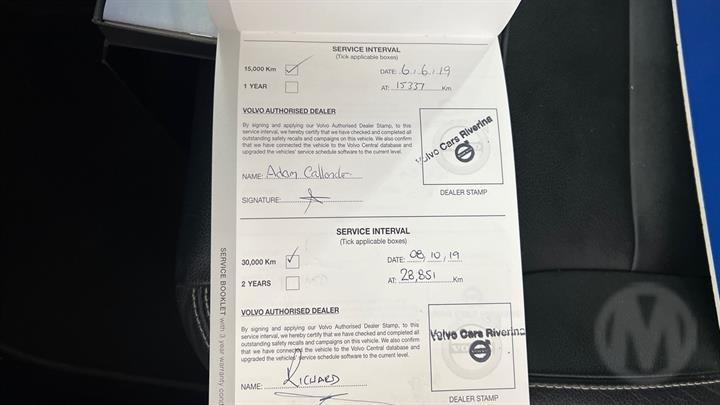 SERVICE INTERVAL
(Tick applicable boxes)
15,000 Km DATE: 6.6.19
1 YEAR AT: 15337 Km
VOLVO AUTHORISED DEALER
By signing and applying our Volvo Authorised Dealer Stamp, to this
service interval, we hereby certify that we have checked and completed all
outstanding safety recalls and campaigns on this vehicle. We also confirm
that we have connected the vehicle to the Volvo Central database and
upgraded the vehicles' service schedule software to the current level.
Volvo Cars Riverina
NAME: Adam Callander
DEALER STAMP
SIGNATURE:
SERVICE INTERVAL
(Tick applicable boxes)
30,000 Km DATE: 08,10,19
2 YEARS AT: 28,851 Km
VOLVO AUTHORISED DEALER
By signing and applying our Volvo Authorised Dealer Stamp, to this
service interval, we hereby certify that we have checked and completed all
outstanding safety recalls and campaigns on this vehicle. We also confirm
that we have connected the vehicle to the Volvo Central database and
upgraded the vehicles' service schedule software to the current level.
Volvo Cars Riverina
NAME: RICHARD
DEALER STAMP
SERVICE BOOKLET with 3 year warranty
M